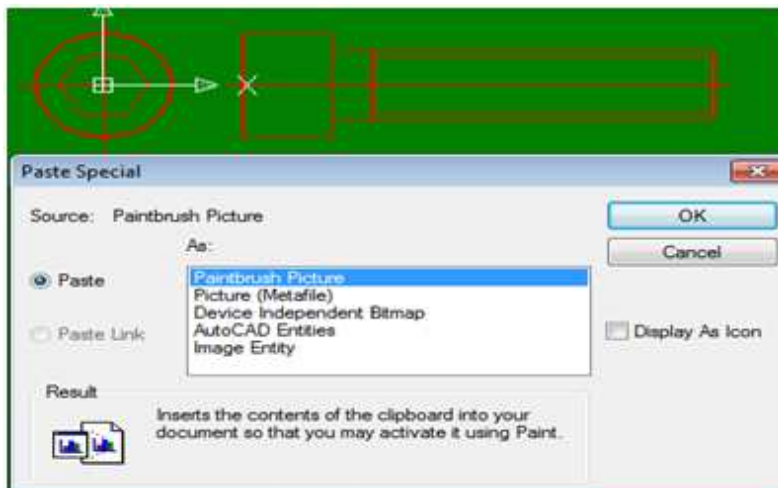 Paste Special
Source: Paintbrush Picture
OK
As:
Cancel
Paste
Paintbrush Picture
Picture (Metafile)
Device Independent Bitmap
AutoCAD Entities
Image Entity
Paste Link
Display As Icon
Result
Inserts the contents of the clipboard into your
document so that you may activate it using Paint.